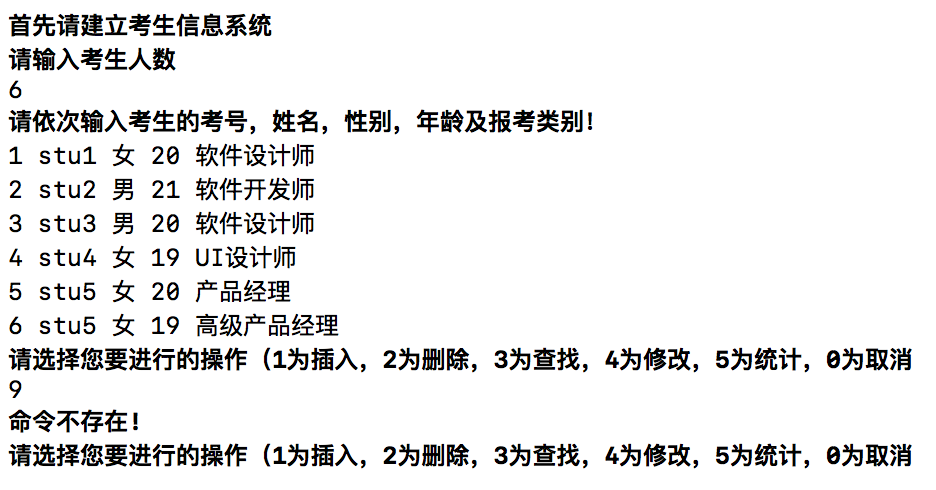 首先请建立考生信息系统
请输入考生人数
6
请依次输入考生的考号，姓名，性别，年龄及报考类别！
1 stu1 女 20 软件设计师
2 stu2 男 21 软件开发师
3 stu3 男 20 软件设计师
4 stu4 女 19 UI设计师
5 stu5 女 20 产品经理
6 stu5 女 19 高级产品经理
请选择您要进行的操作（1为插入，2为删除，3为查找，4为修改，5为统计，0为取消
9
命令不存在！
请选择您要进行的操作（1为插入，2为删除，3为查找，4为修改，5为统计，0为取消